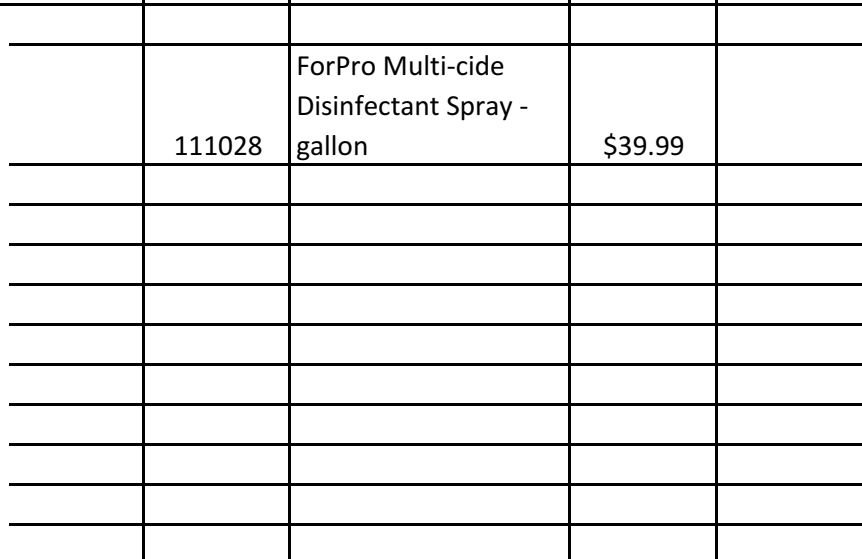 ForPro Multi-cide
Disinfectant Spray -
111028 gallon $39.99